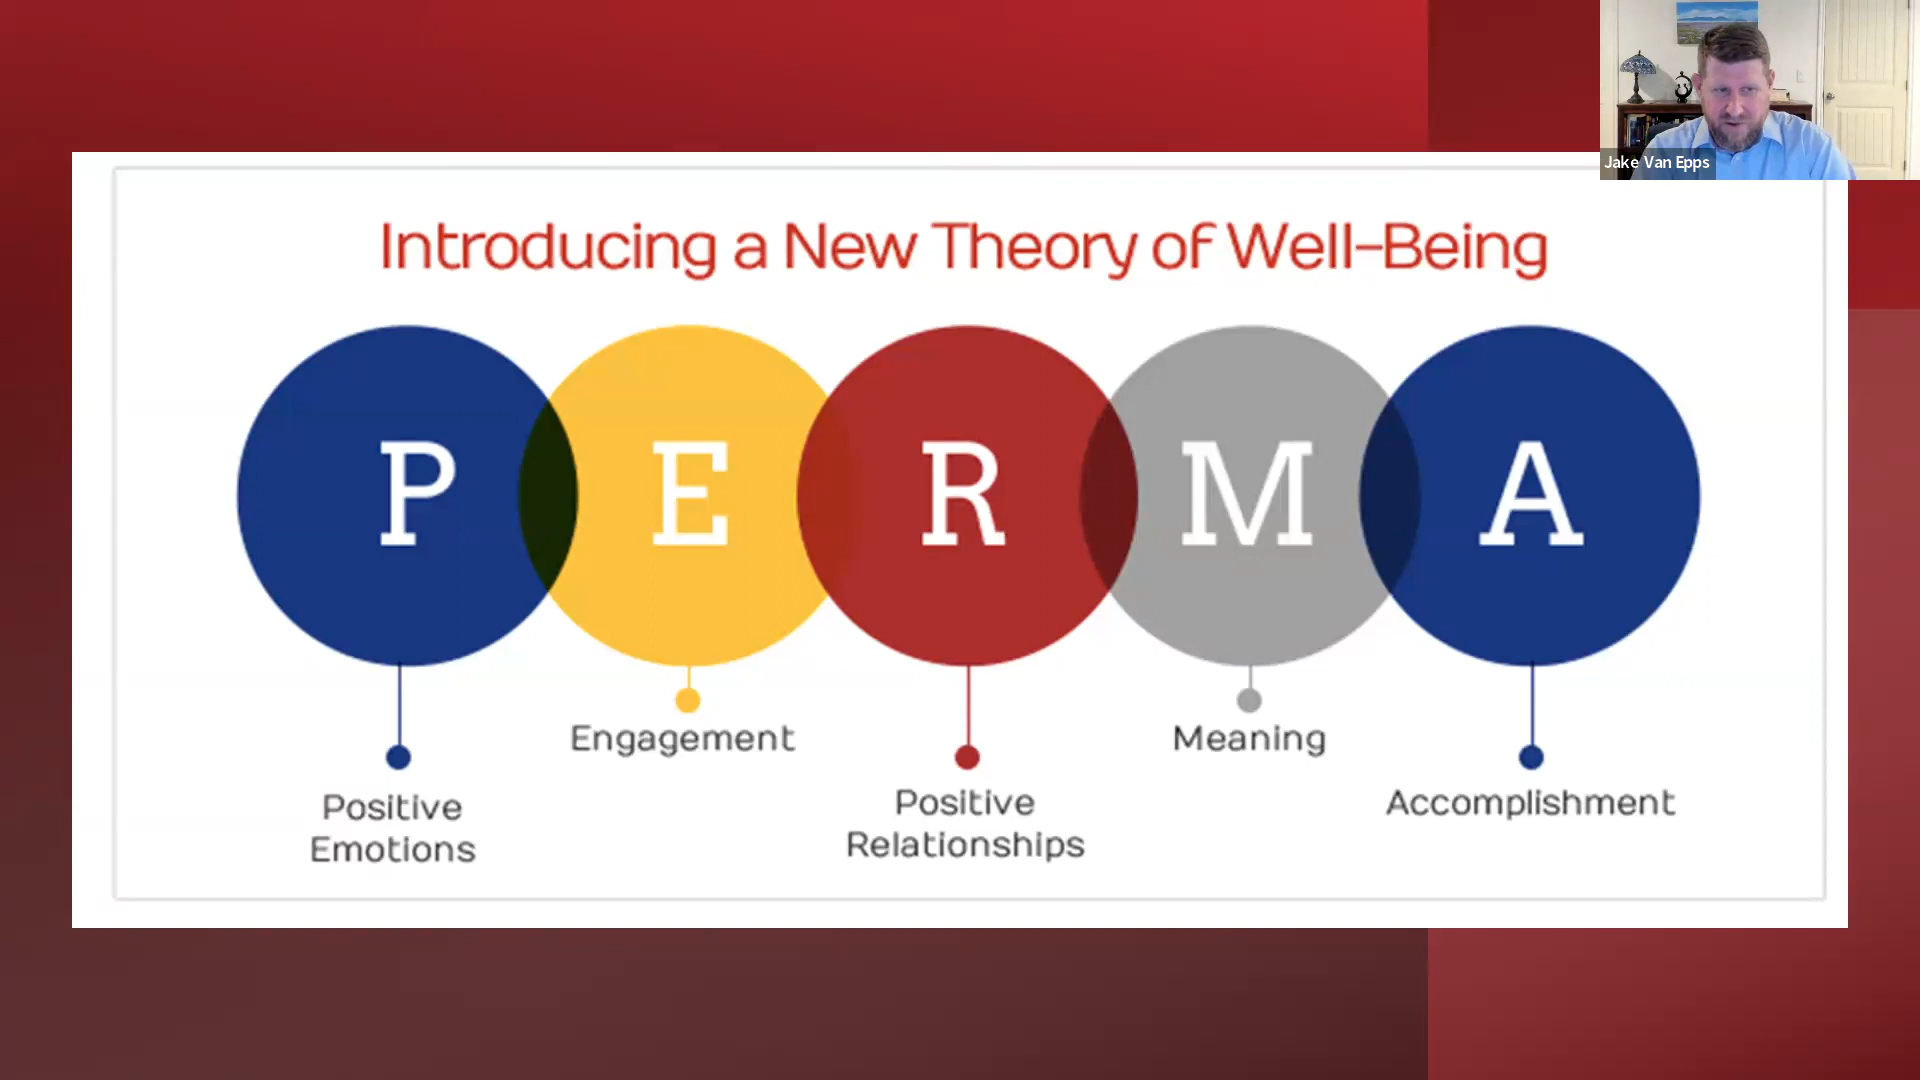 Jake Van Epps
Introducing a New Theory of Well-Being
P E R M A
Engagement
Meaning
Positive
Emotions
Positive
Relationships
Accomplishment